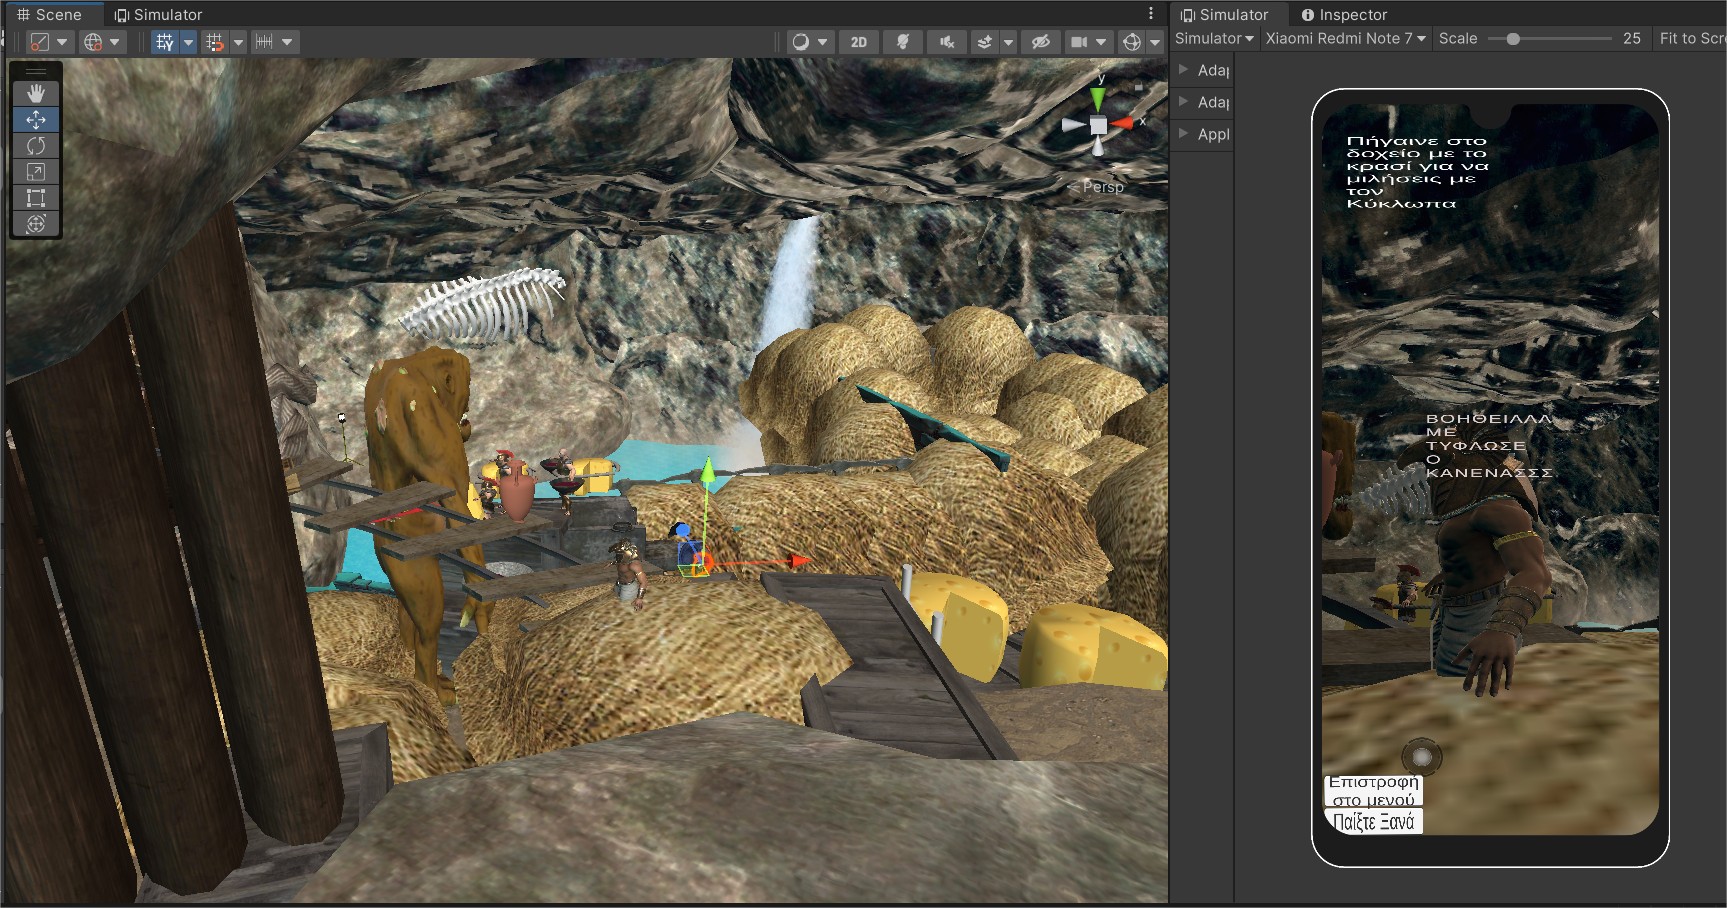 Scene
Simulator
2D
y
x
Persp
Simulator
Inspector
Simulator
Xiaomi Redmi Note 7
Scale
25
Fit to Scr
Ada
Ada
Appl
Πήγαινε στο
δοχείο με το
κρασί για να
μιλήσεις με
τον
Κύκλωπα
ΒΟΗΘΕΙΑΑΑ
ΜΕ
ΤΥΦΛΩΣΕ
Ο
ΚΑΝΕΝΑΣΣΣ
Επιστροφή
στο μενού
Παίξτε Ξανά